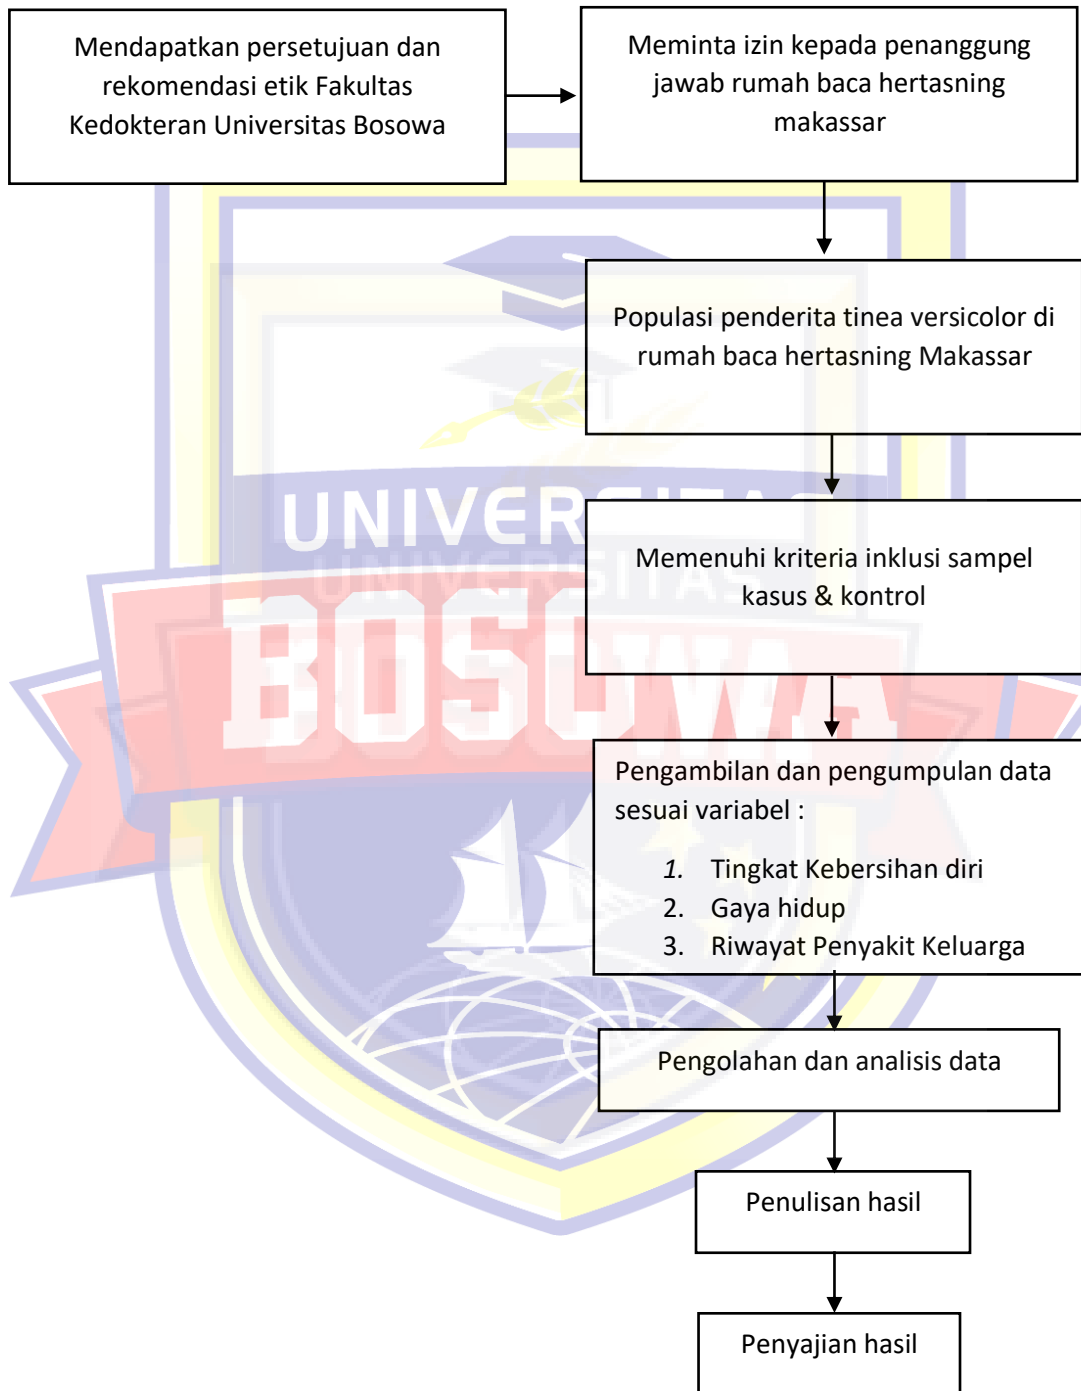 Mendapatkan persetujuan dan
rekomendasi etik Fakultas
Kedokteran Universitas Bosowa
Meminta izin kepada penanggung
jawab rumah baca hertasning
makassar
Populasi penderita tinea versicolor di
rumah baca hertasning Makassar
UNIVERSITAS
UNIVERSITAS
BOSOWA
Memenuhi kriteria inklusi sampel
kasus & kontrol
Pengambilan dan pengumpulan data
sesuai variabel :
1. Tingkat Kebersihan diri
2. Gaya hidup
3. Riwayat Penyakit Keluarga
Pengolahan dan analisis data
Penulisan hasil
Penyajian hasil